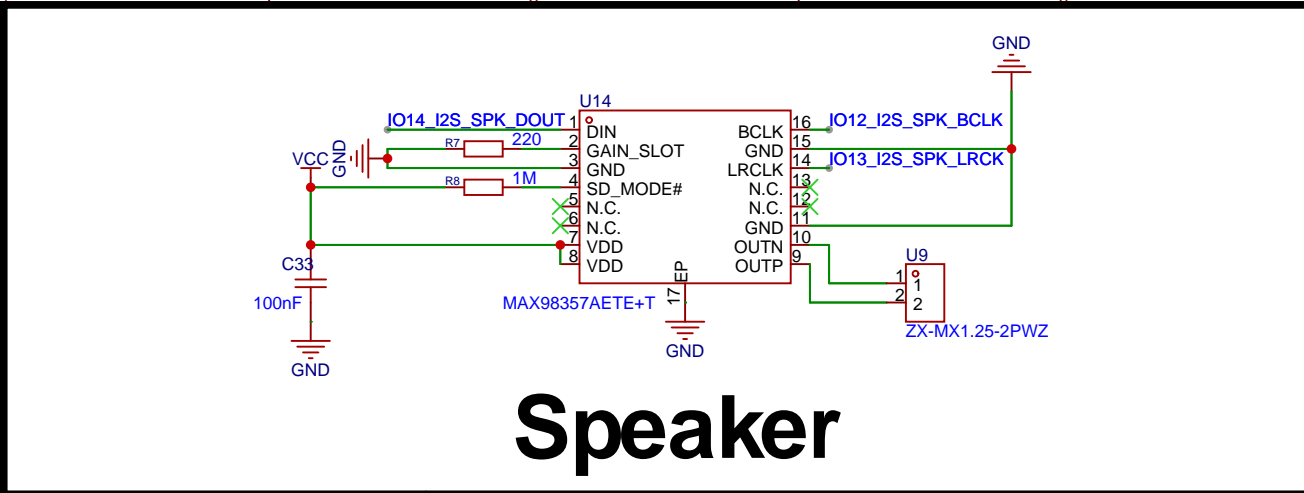 GND
U14
IO14_I2S_SPK_DOUT 1 DIN BCLK 16 IO12_I2S_SPK_BCLK
R7 220 2 GAIN_SLOT GND 15
VCC GND 3 GND LRCLK 14 IO13_I2S_SPK_LRCK
R8 1M 4 SD_MODE# N.C. 13
5 N.C. N.C. 12
6 N.C. GND 11
7 VDD OUTN 10
8 VDD OUTP 9
U9
C33
17 EP
1 1
2 2
100nF
MAX98357AETE+T
ZX-MX1.25-2PWZ
GND
GND
Speaker